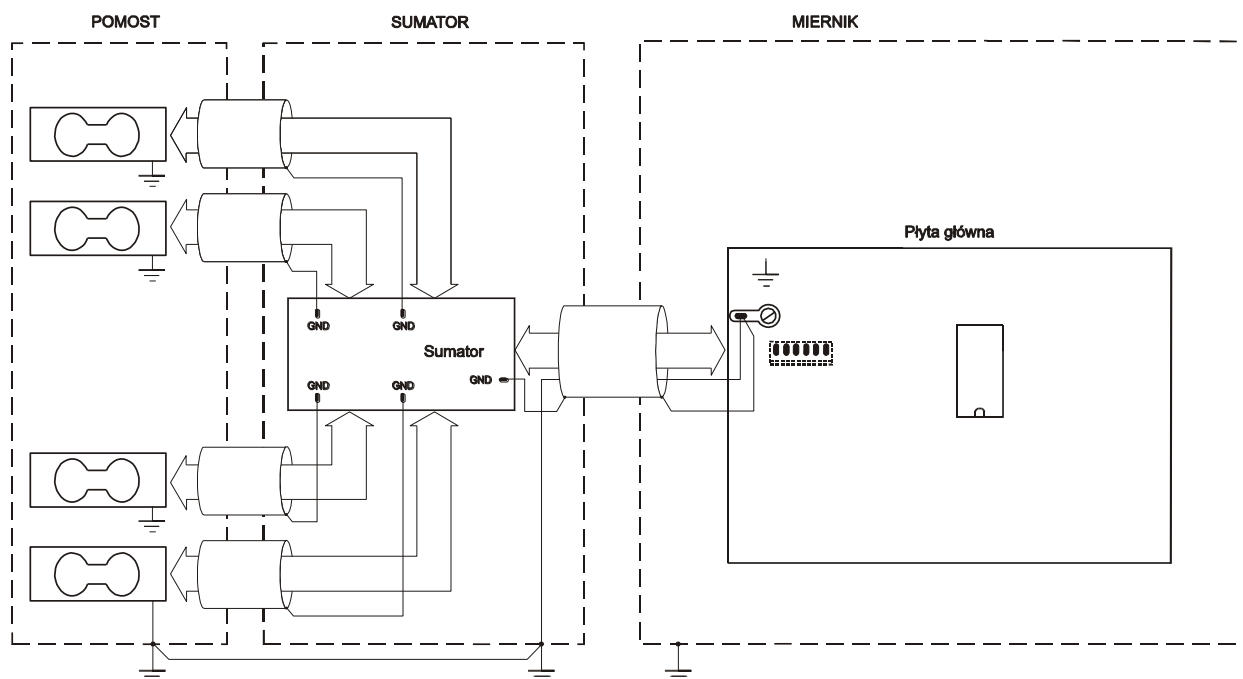 POMOST
SUMATOR
MIERNIK
Płyta główna
GND
GND
Sumator
GND
GND
GND